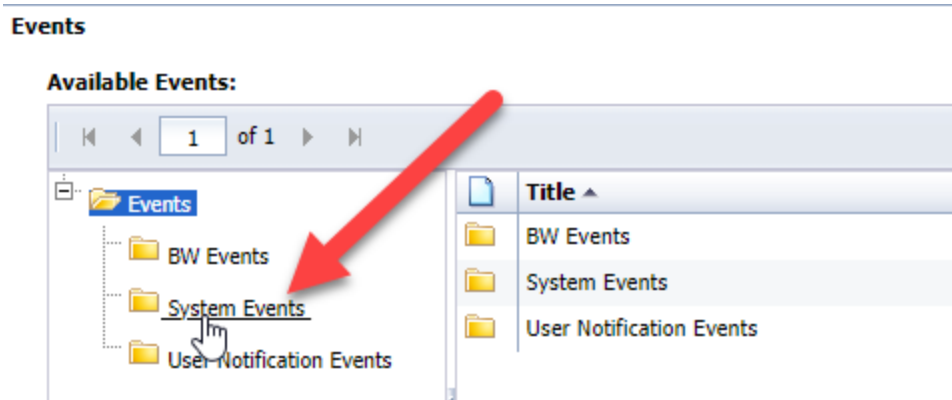 Events
Available Events:
1 of 1
Events
BW Events
System Events
User Notification Events
Title
BW Events
System Events
User Notification Events